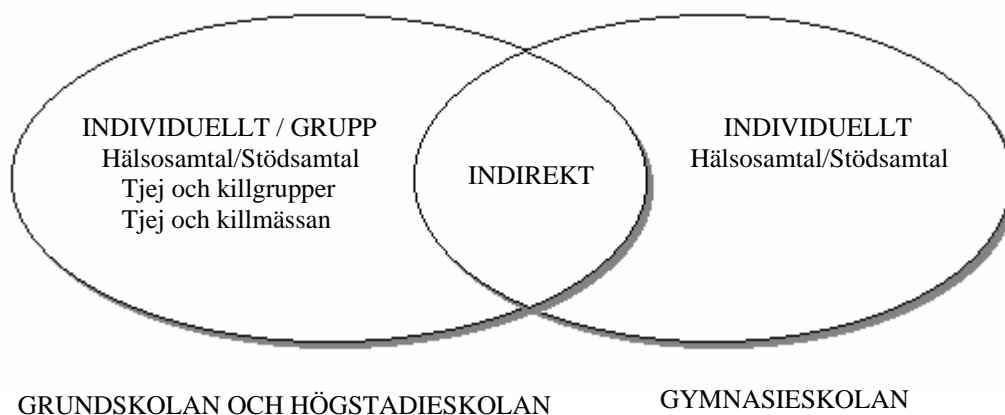 INDIVIDUELLT / GRUPP
Hälsosamtal/Stödsamtal
Tjej och killgrupper
Tjej och killmässan
INDIREKT
INDIVIDUELLT
Hälsosamtal/Stödsamtal
GRUNDSKOLAN OCH HÖGSTADIESKOLAN
GYMNASIESKOLAN